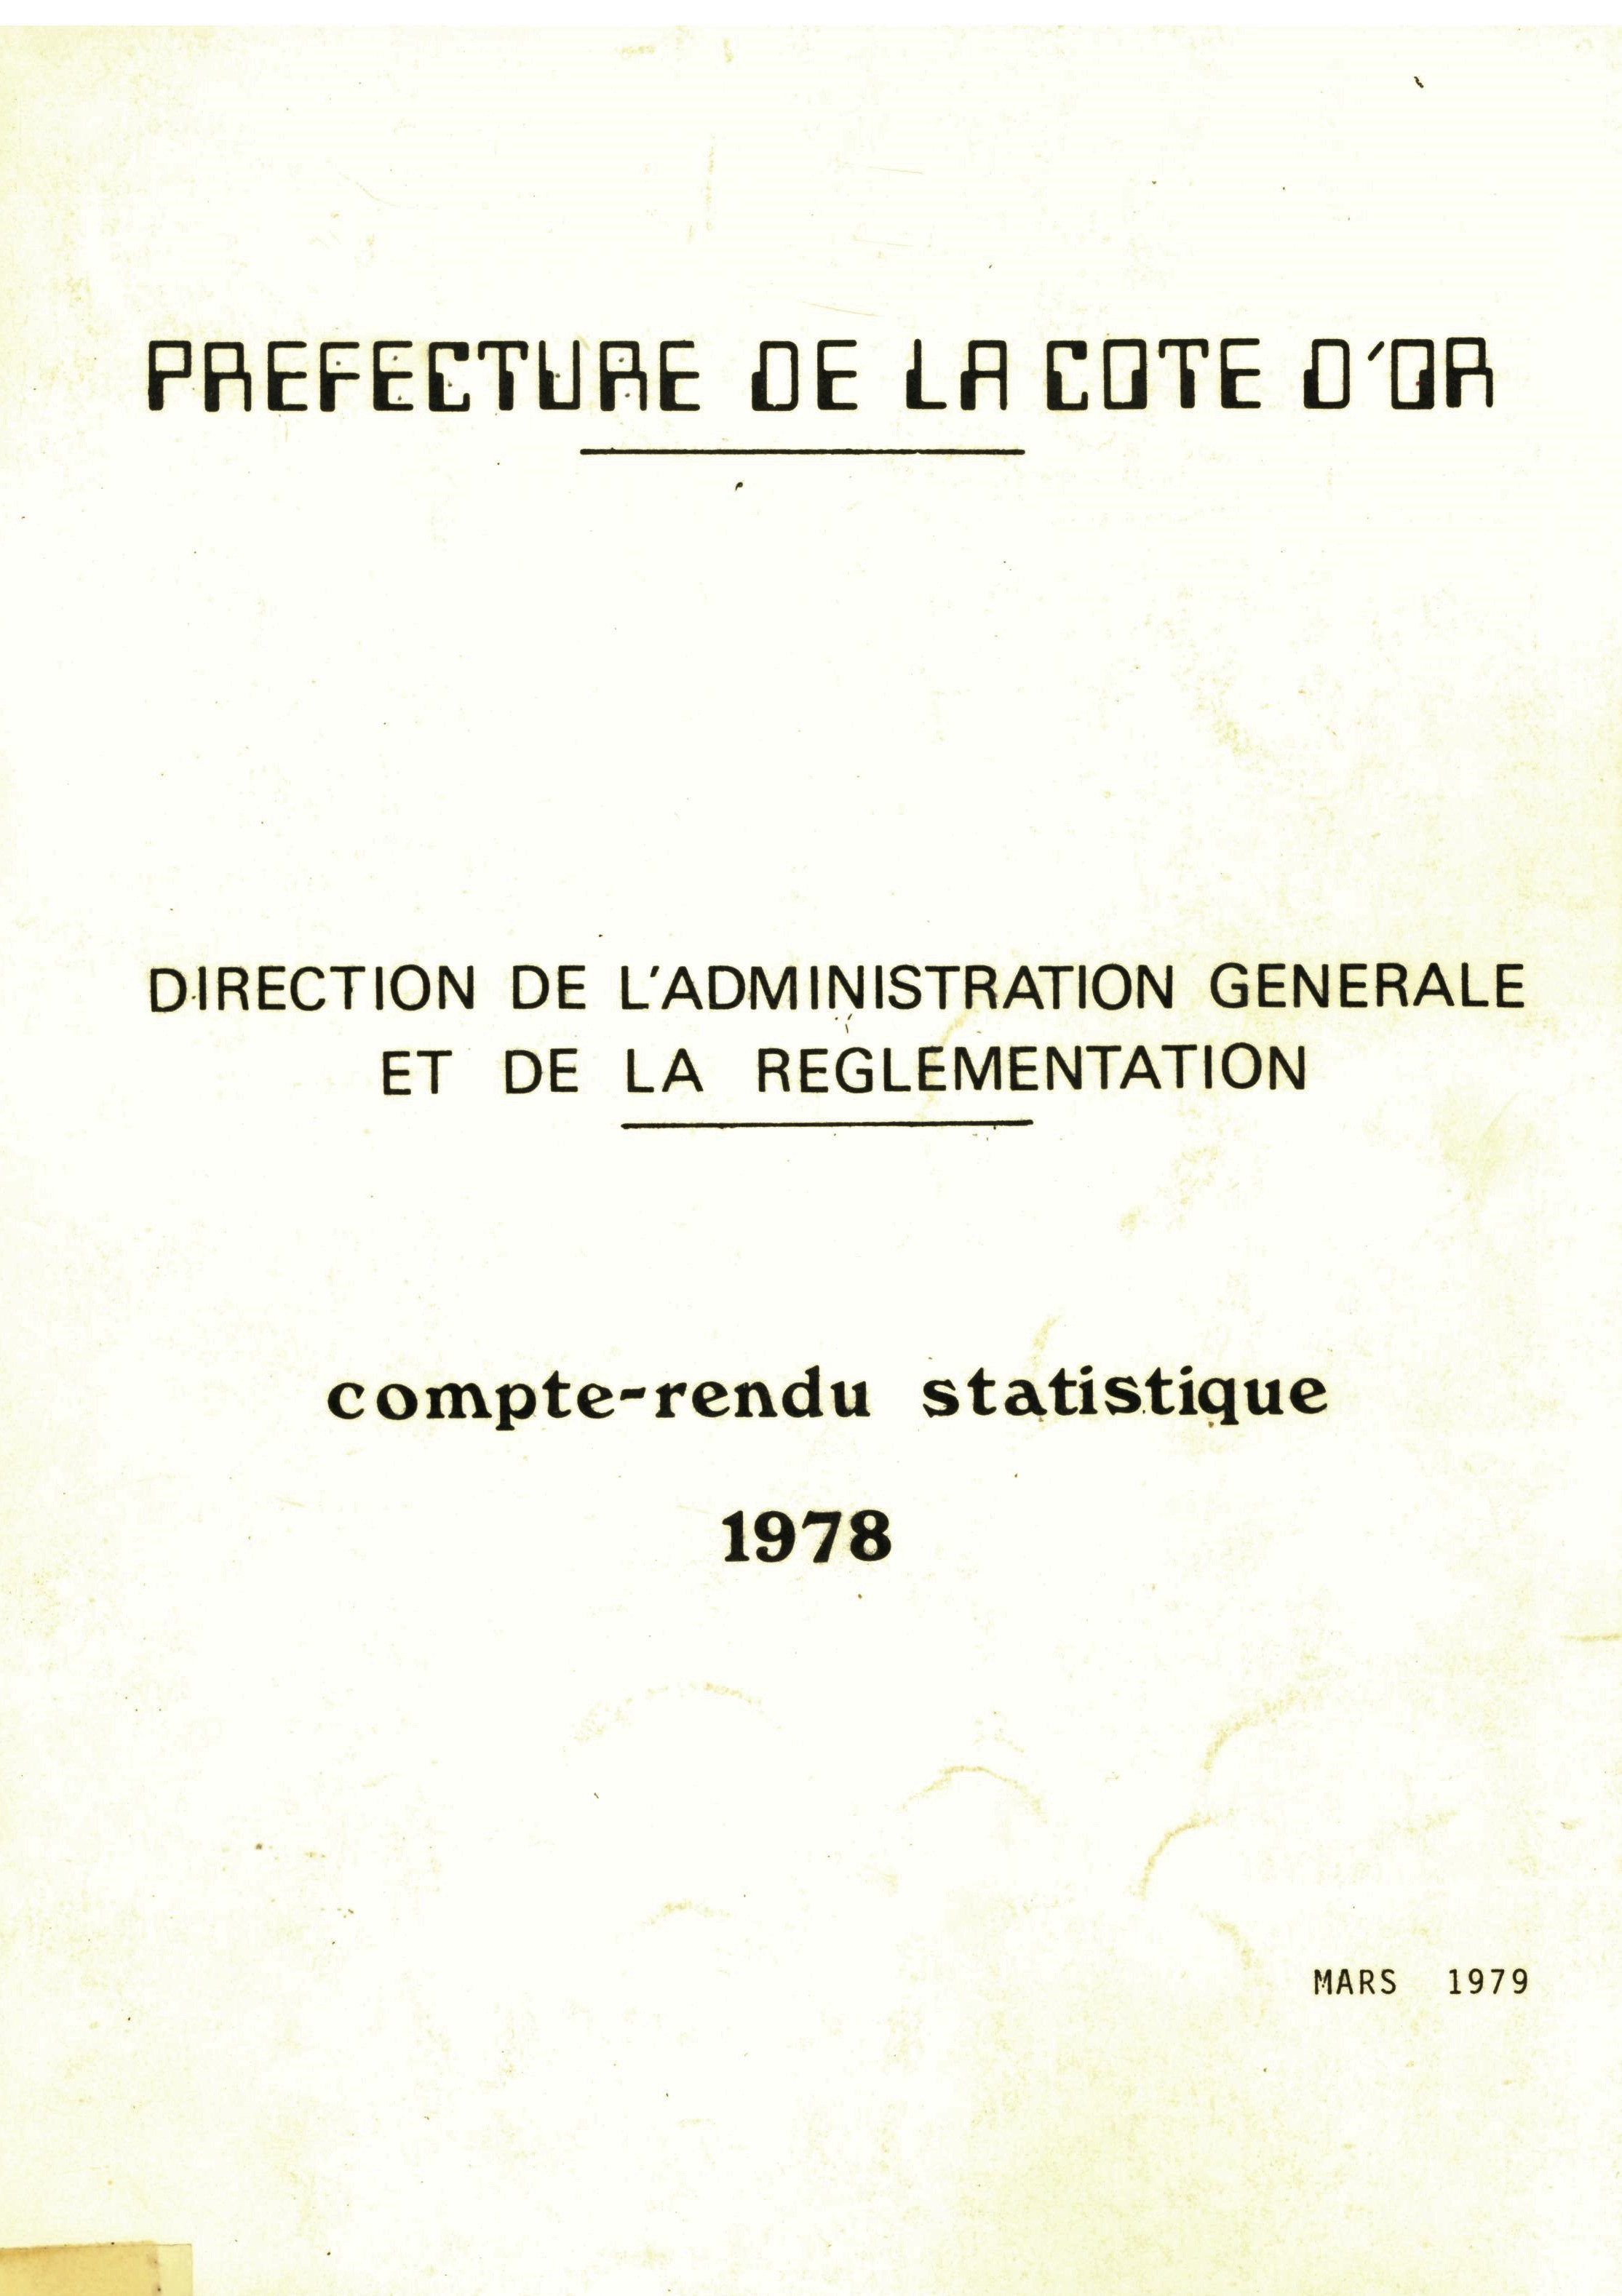 PREFECTURE DE LA COTE D'OR
DIRECTION DE L'ADMINISTRATION GENERALE
ET DE LA REGLEMENTATION
compte-rendu statistique
1978
MARS 1979